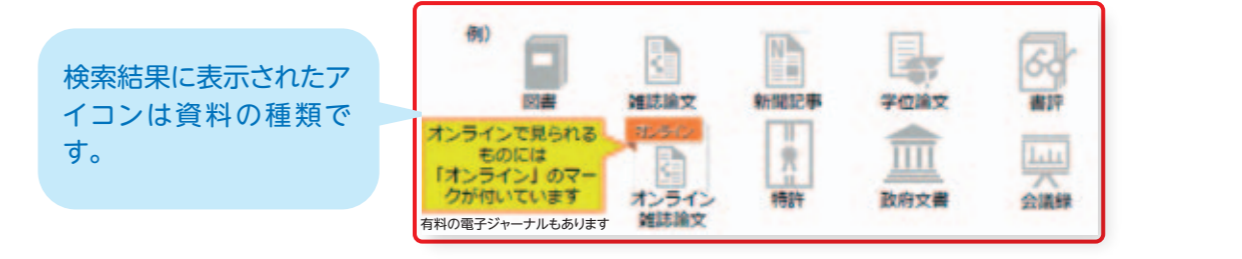 検索結果に表示されたア
イコンは資料の種類で
す。
例)
図書
雑誌論文
新聞記事
学位論文
書評
オンラインで見られる
ものには
「オンライン」のマー
クが付いています
有料の電子ジャーナルもあります
オンライン
オンライン
雑誌論文
特許
政府文書
会議録